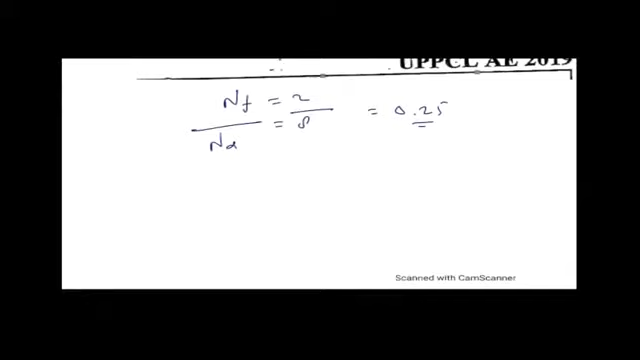 UPPCL AE 2019
Nf = 2
Nd = 8 = 0.25
Scanned with CamScanner